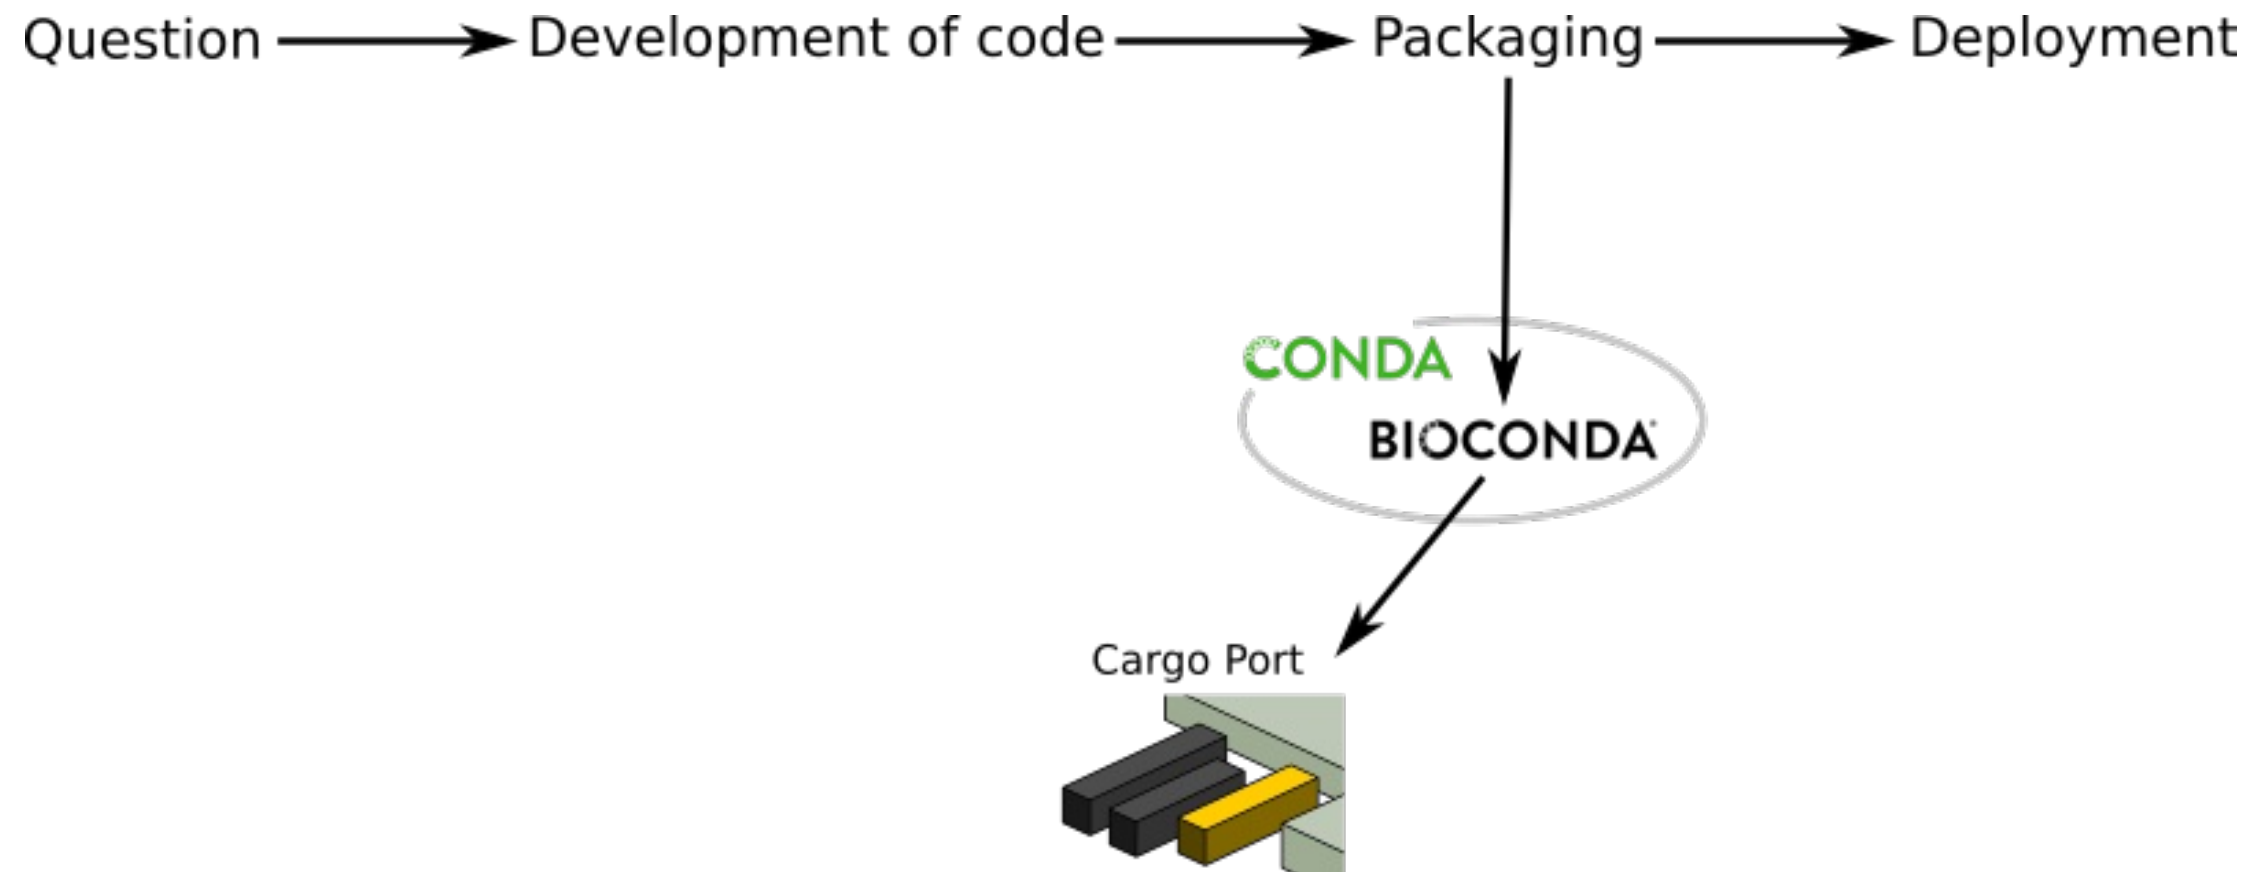 Question
Development of code
Packaging
Deployment
CONDA
BIOCONDA
Cargo Port